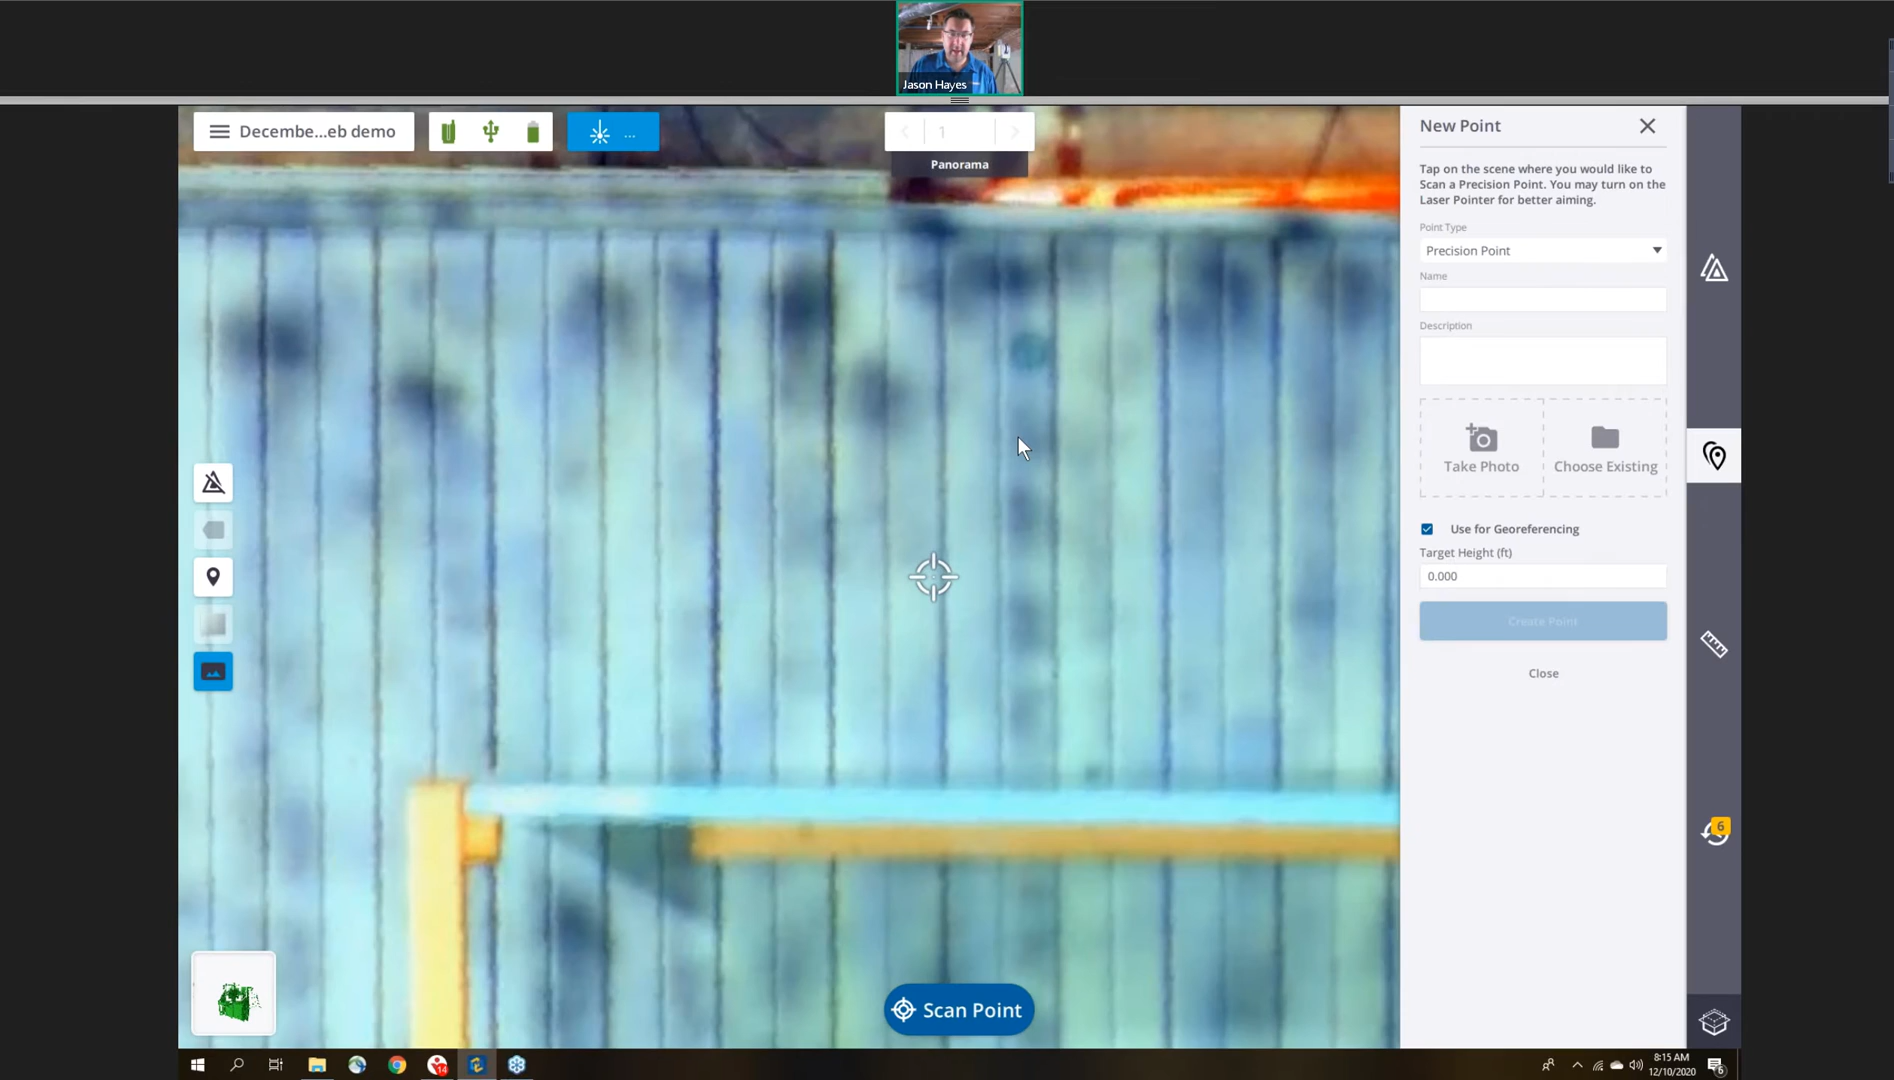 Jason Hayes
Decembe...eb demo
...
1
Panorama
New Point
Tap on the scene where you would like to
Scan a Precision Point. You may turn on the
Laser Pointer for better aiming.
Point Type
Precision Point
Name
Description
Take Photo
Choose Existing
Use for Georeferencing
Target Height (ft)
0.000
Create Point
Close
6
Scan Point
14
8:15 AM
12/10/2020
6